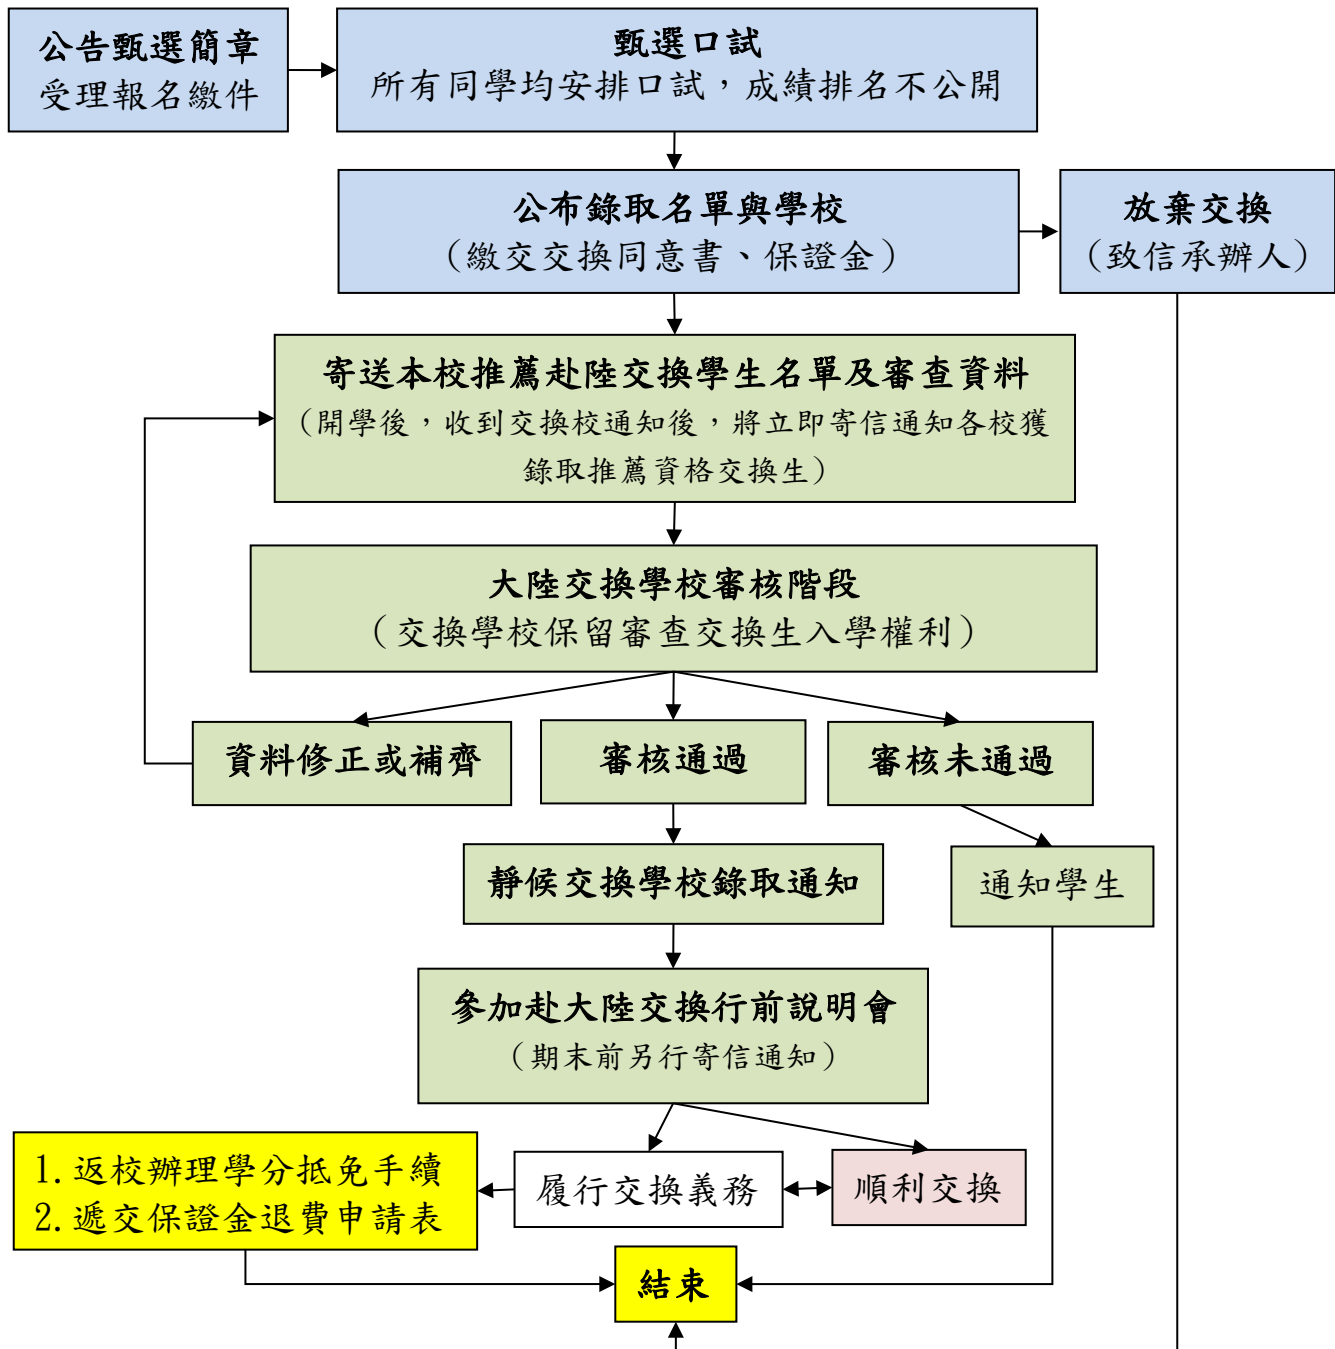 公告甄選簡章
受理報名繳件
甄選口試
所有同學均安排口試，成績排名不公開
公布錄取名單與學校
（繳交交換同意書、保證金）
放棄交換
（致信承辦人）
寄送本校推薦赴陸交換學生名單及審查資料
（開學後，收到交換校通知後，將立即寄信通知各校獲
錄取推薦資格交換生）
大陸交換學校審核階段
（交換學校保留審查交換生入學權利）
資料修正或補齊
審核通過
審核未通過
靜候交換學校錄取通知
通知學生
參加赴大陸交換行前說明會
（期末前另行寄信通知）
1.返校辦理學分抵免手續
2.遞交保證金退費申請表
履行交換義務
順利交換
結束